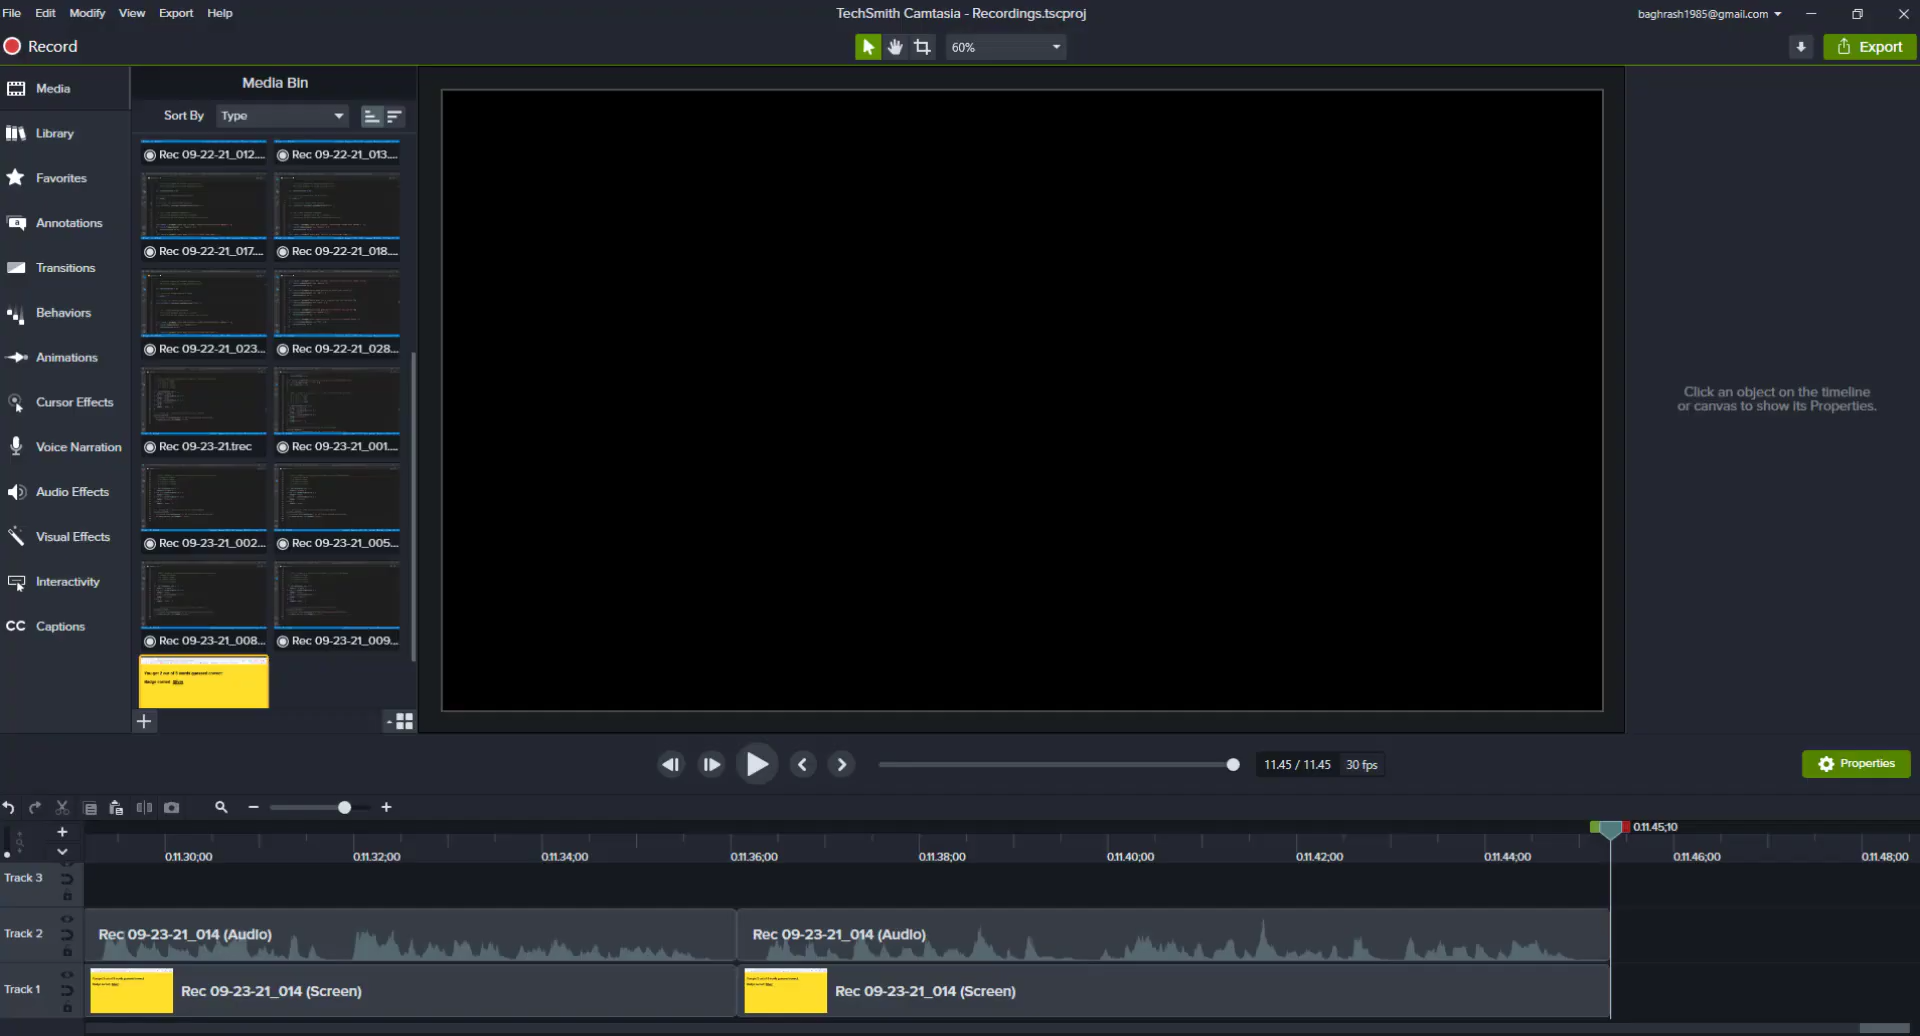 File Edit Modify View Export Help
TechSmith Camtasia - Recordings.tscproj
baghrash1985@gmail.com
Record
60%
Export
Media
Library
Favorites
Annotations
Transitions
Behaviors
Animations
Cursor Effects
Voice Narration
Audio Effects
Visual Effects
Interactivity
CC Captions
Media Bin
Sort By Type
Rec 09-22-21_012.... Rec 09-22-21_013....
Rec 09-22-21_017.... Rec 09-22-21_018....
Rec 09-22-21_023... Rec 09-22-21_028...
Rec 09-23-21.trec Rec 09-23-21_001....
Rec 09-23-21_002... Rec 09-23-21_005...
Rec 09-23-21_008... Rec 09-23-21_009...
Click an object on the timeline
or canvas to show its Properties.
11.45 / 11.45 30 fps
Properties
0.11.45;10
0.11.30;00 0.11.32;00 0.11.34;00 0.11.36;00 0.11.38;00 0.11.40;00 0.11.42;00 0.11.44;00 0.11.46;00 0.11.48;00
Track 3
Track 2
Rec 09-23-21_014 (Audio) Rec 09-23-21_014 (Audio)
Track 1
Rec 09-23-21_014 (Screen) Rec 09-23-21_014 (Screen)